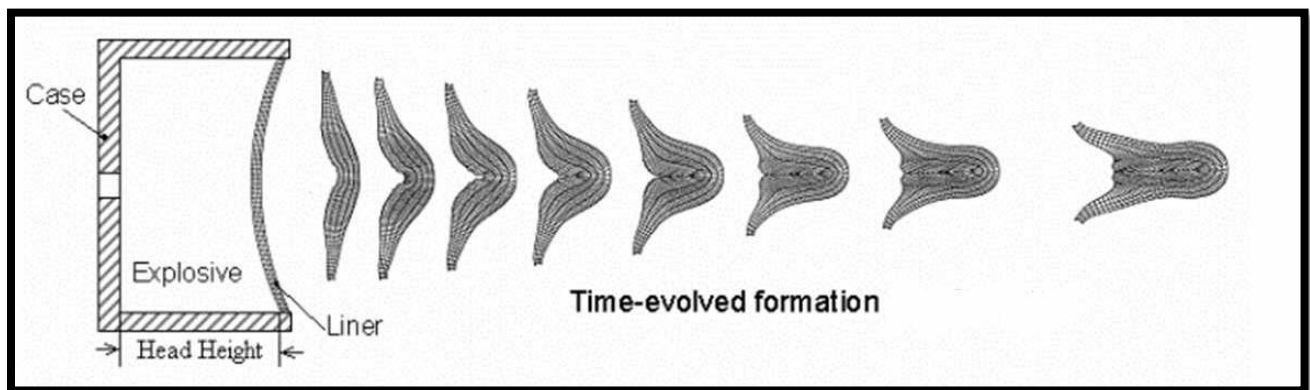 Case
Explosive
Liner
Head Height
Time-evolved formation